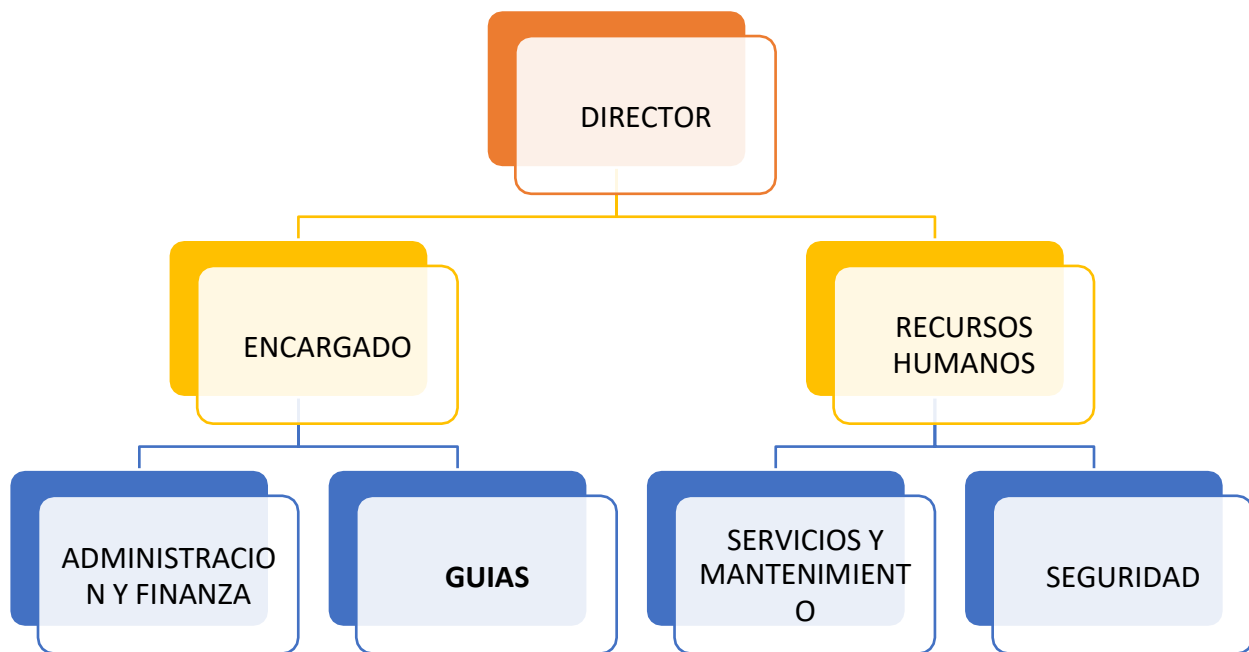 DIRECTOR
ENCARGADO
RECURSOS
HUMANOS
ADMINISTRACIO
N Y FINANZA
GUIAS
SERVICIOS Y
MANTENIMIENT
O
SEGURIDAD